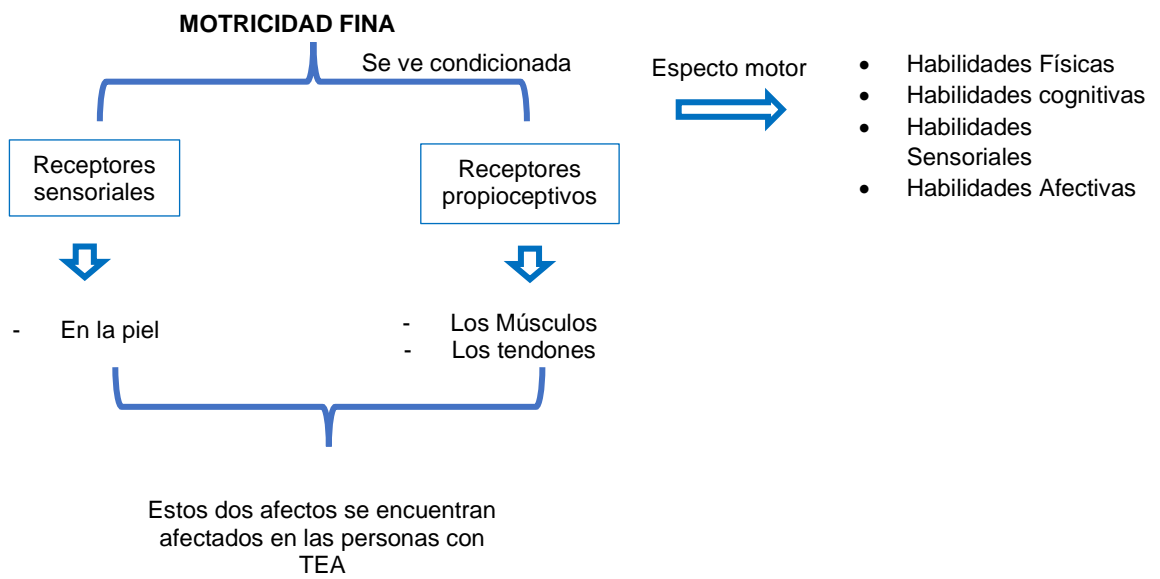 MOTRICIDAD FINA
Se ve condicionada
Especto motor
• Habilidades Físicas
• Habilidades cognitivas
• Habilidades
Sensoriales
• Habilidades Afectivas
Receptores
sensoriales
Receptores
propioceptivos
- En la piel
- Los Músculos
- Los tendones
Estos dos afectos se encuentran
afectados en las personas con
TEA